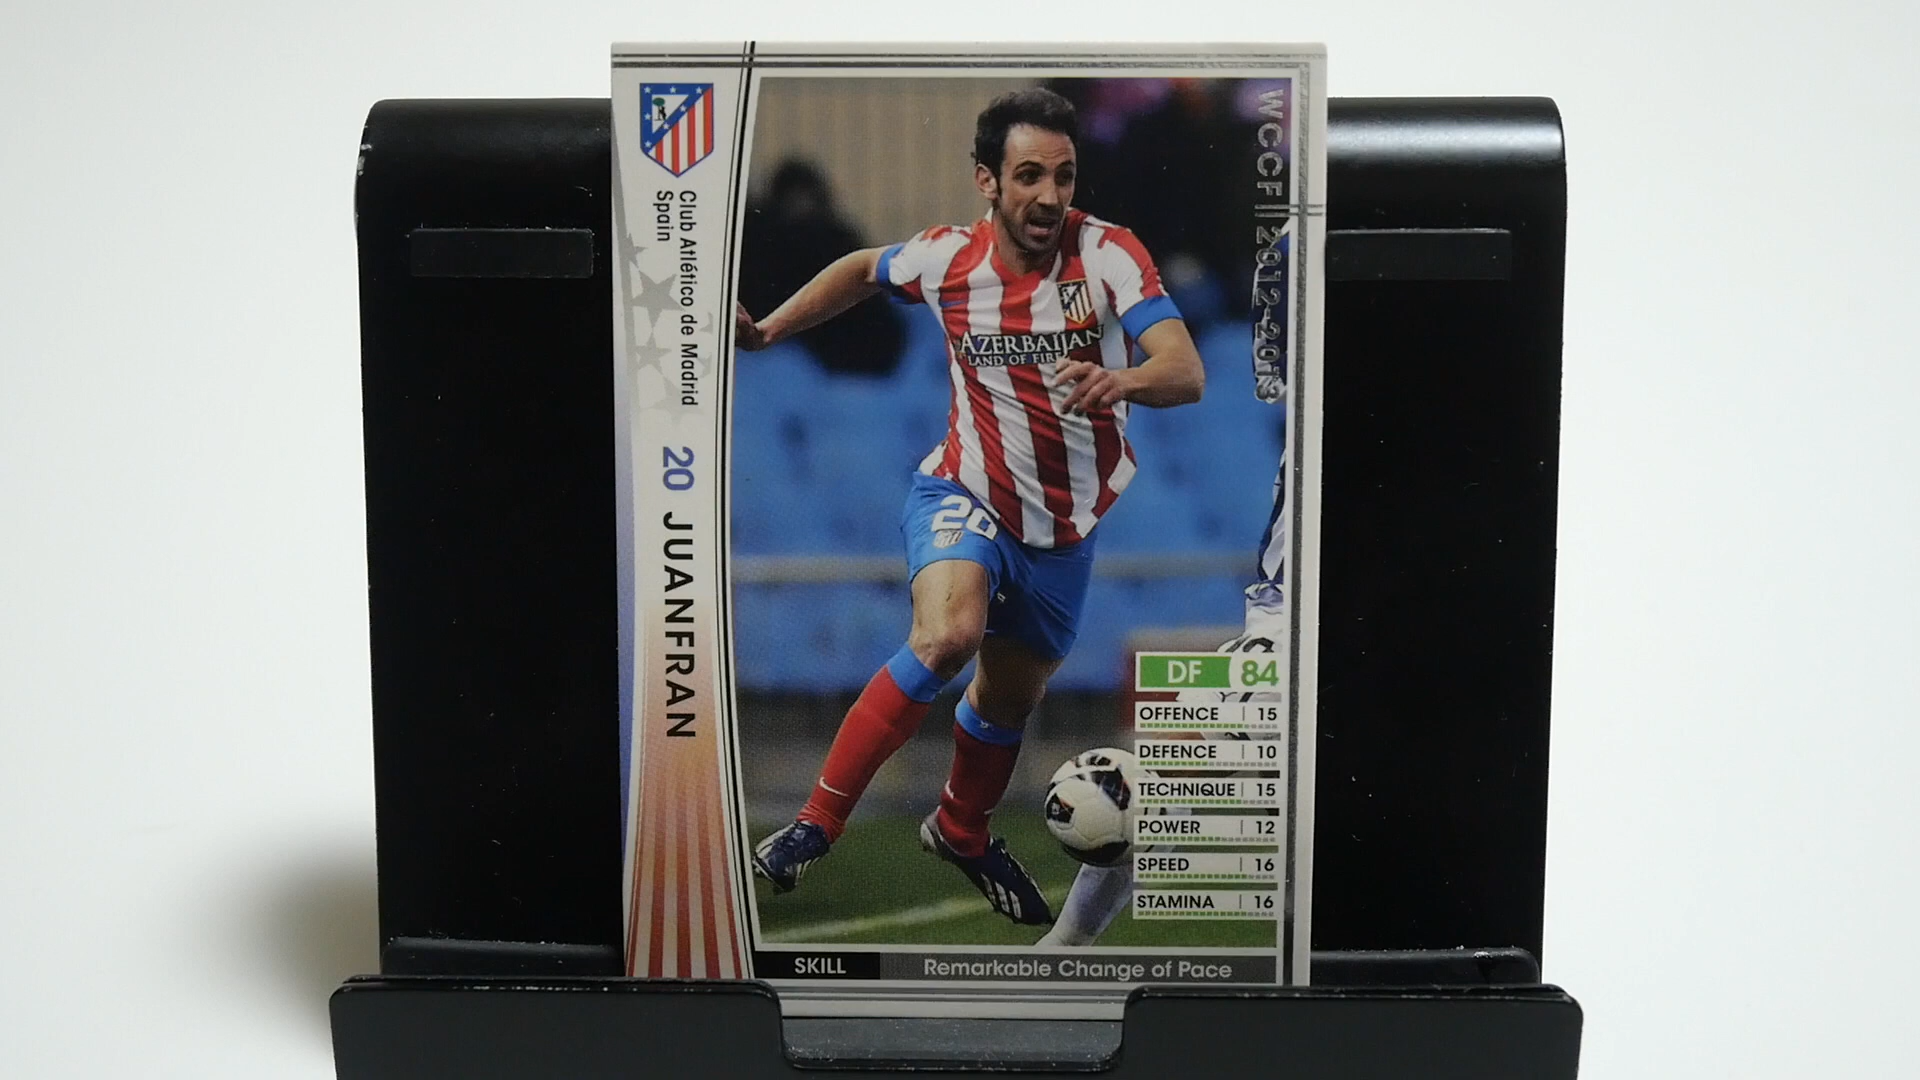 Club Atlético de Madrid
Spain
20 JUANFRAN
WCCF 2012-2013
AZERBAIJAN
LAND OF FIRE
20
DF 84
OFFENCE 15
DEFENCE 10
TECHNIQUE 15
POWER 12
SPEED 16
STAMINA 16
SKILL Remarkable Change of Pace